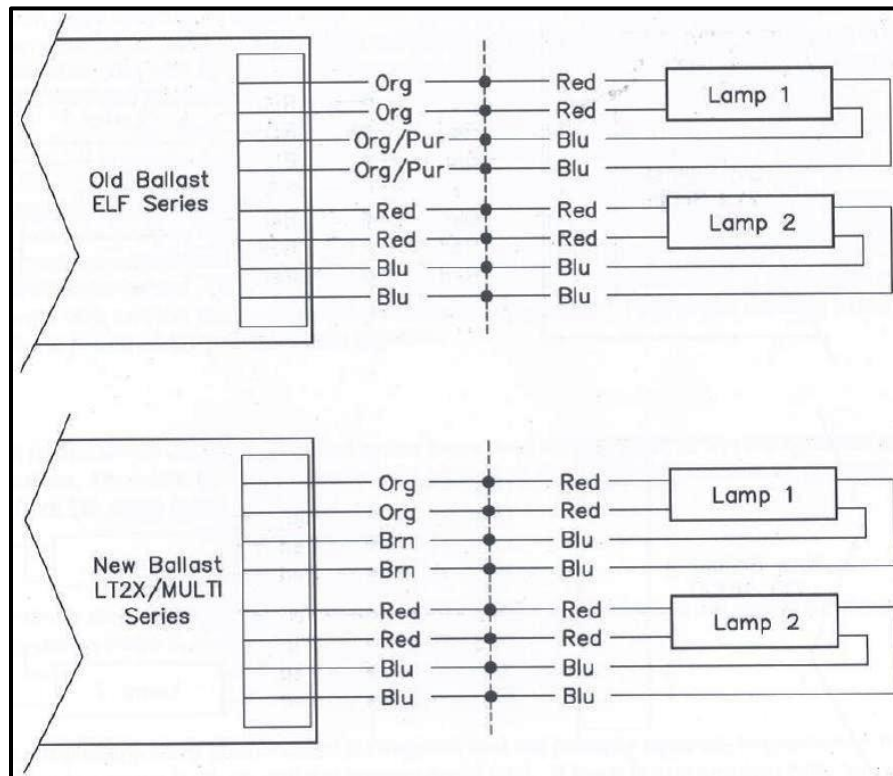 Org Red
Org Red Lamp 1
Org/Pur Blu
Org/Pur Blu
Old Ballast
ELF Series
Red Red
Red Red Lamp 2
Blu Blu
Blu Blu
Org Red
Org Red Lamp 1
Brn Blu
Brn Blu
New Ballast
LT2X/MULTI
Series
Red Red
Red Red Lamp 2
Blu Blu
Blu Blu